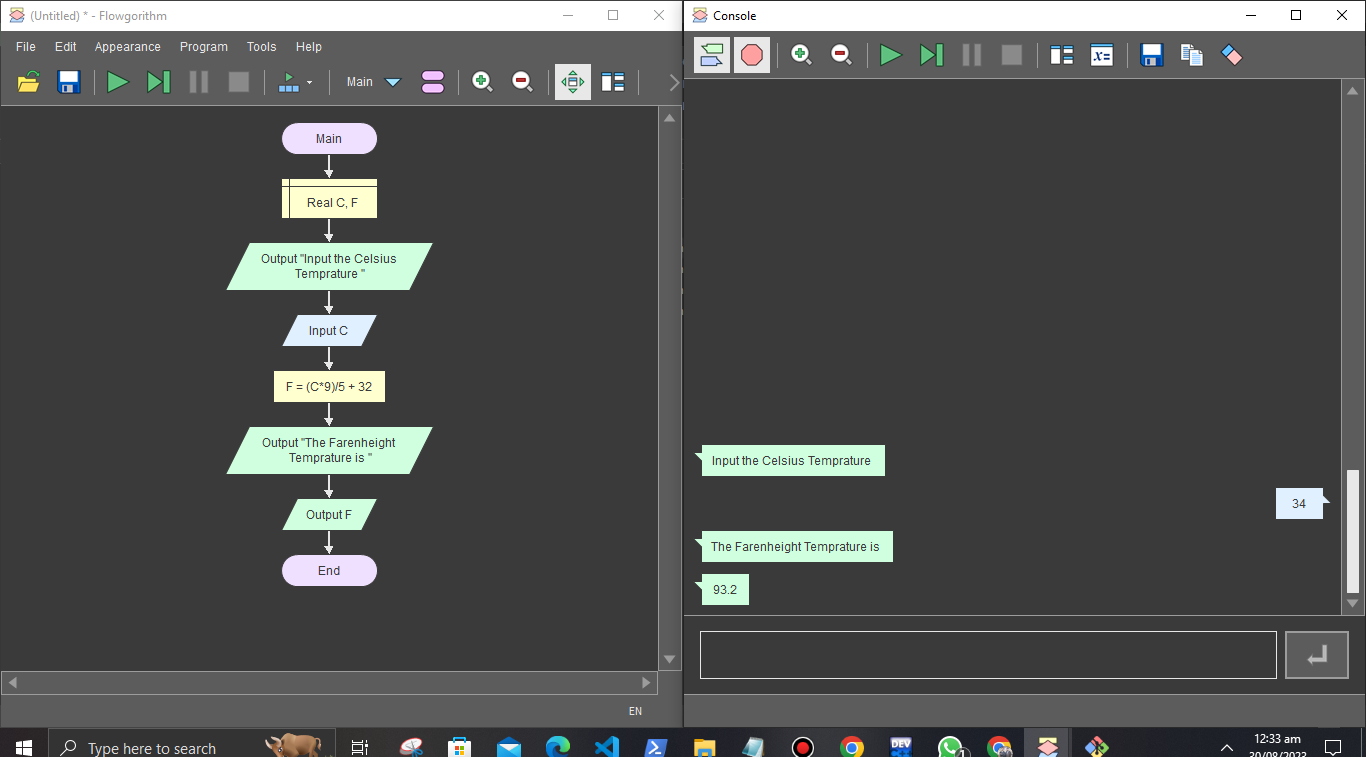 (Untitled) * - Flowgorithm
File Edit Appearance Program Tools Help
Main
Main
Real C, F
Output "Input the Celsius
Temprature "
Input C
F = (C*9)/5 + 32
Output "The Farenheight
Temprature is "
Output F
End
EN
Console
x=
Input the Celsius Temprature
34
The Farenheight Temprature is
93.2
Type here to search
DEV
1
12:33 am
30/08/2023